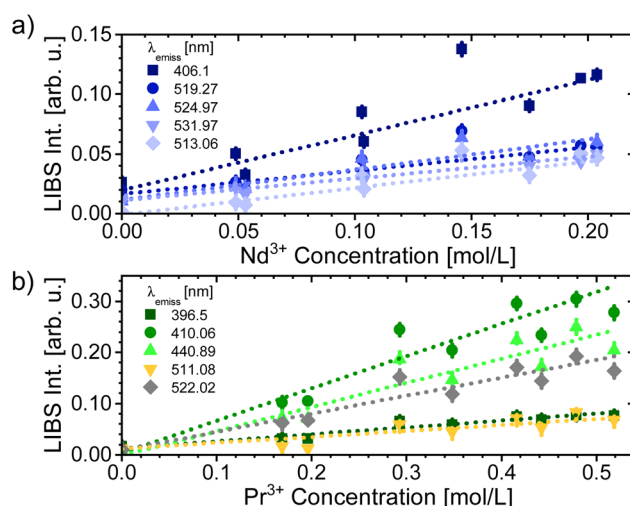 a)
LIBS Int. [arb. u.]
0.15
0.10
0.05
0.00
λemiss [nm]
406.1
519.27
524.97
531.97
513.06
0.00 0.05 0.10 0.15 0.20
Nd³⁺ Concentration [mol/L]
b)
LIBS Int. [arb. u.]
0.30
0.20
0.10
0.00
λemiss [nm]
396.5
410.06
440.89
511.08
522.02
0.0 0.1 0.2 0.3 0.4 0.5
Pr³⁺ Concentration [mol/L]